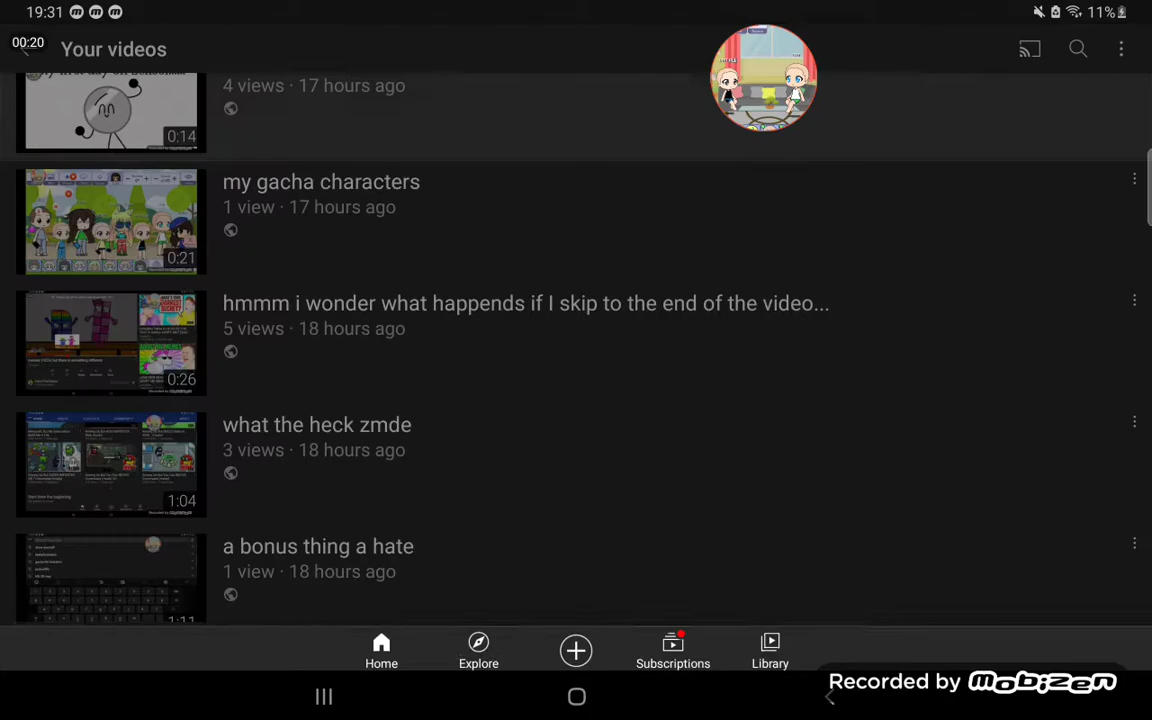 19:31
11%
00:20
Your videos
4 views · 17 hours ago
0:14
my gacha characters
1 view · 17 hours ago
0:21
hmmm i wonder what happends if I skip to the end of the video...
5 views · 18 hours ago
0:26
what the heck zmde
3 views · 18 hours ago
1:04
a bonus thing a hate
1 view · 18 hours ago
Home
Explore
Subscriptions
Library
Recorded by mobizen